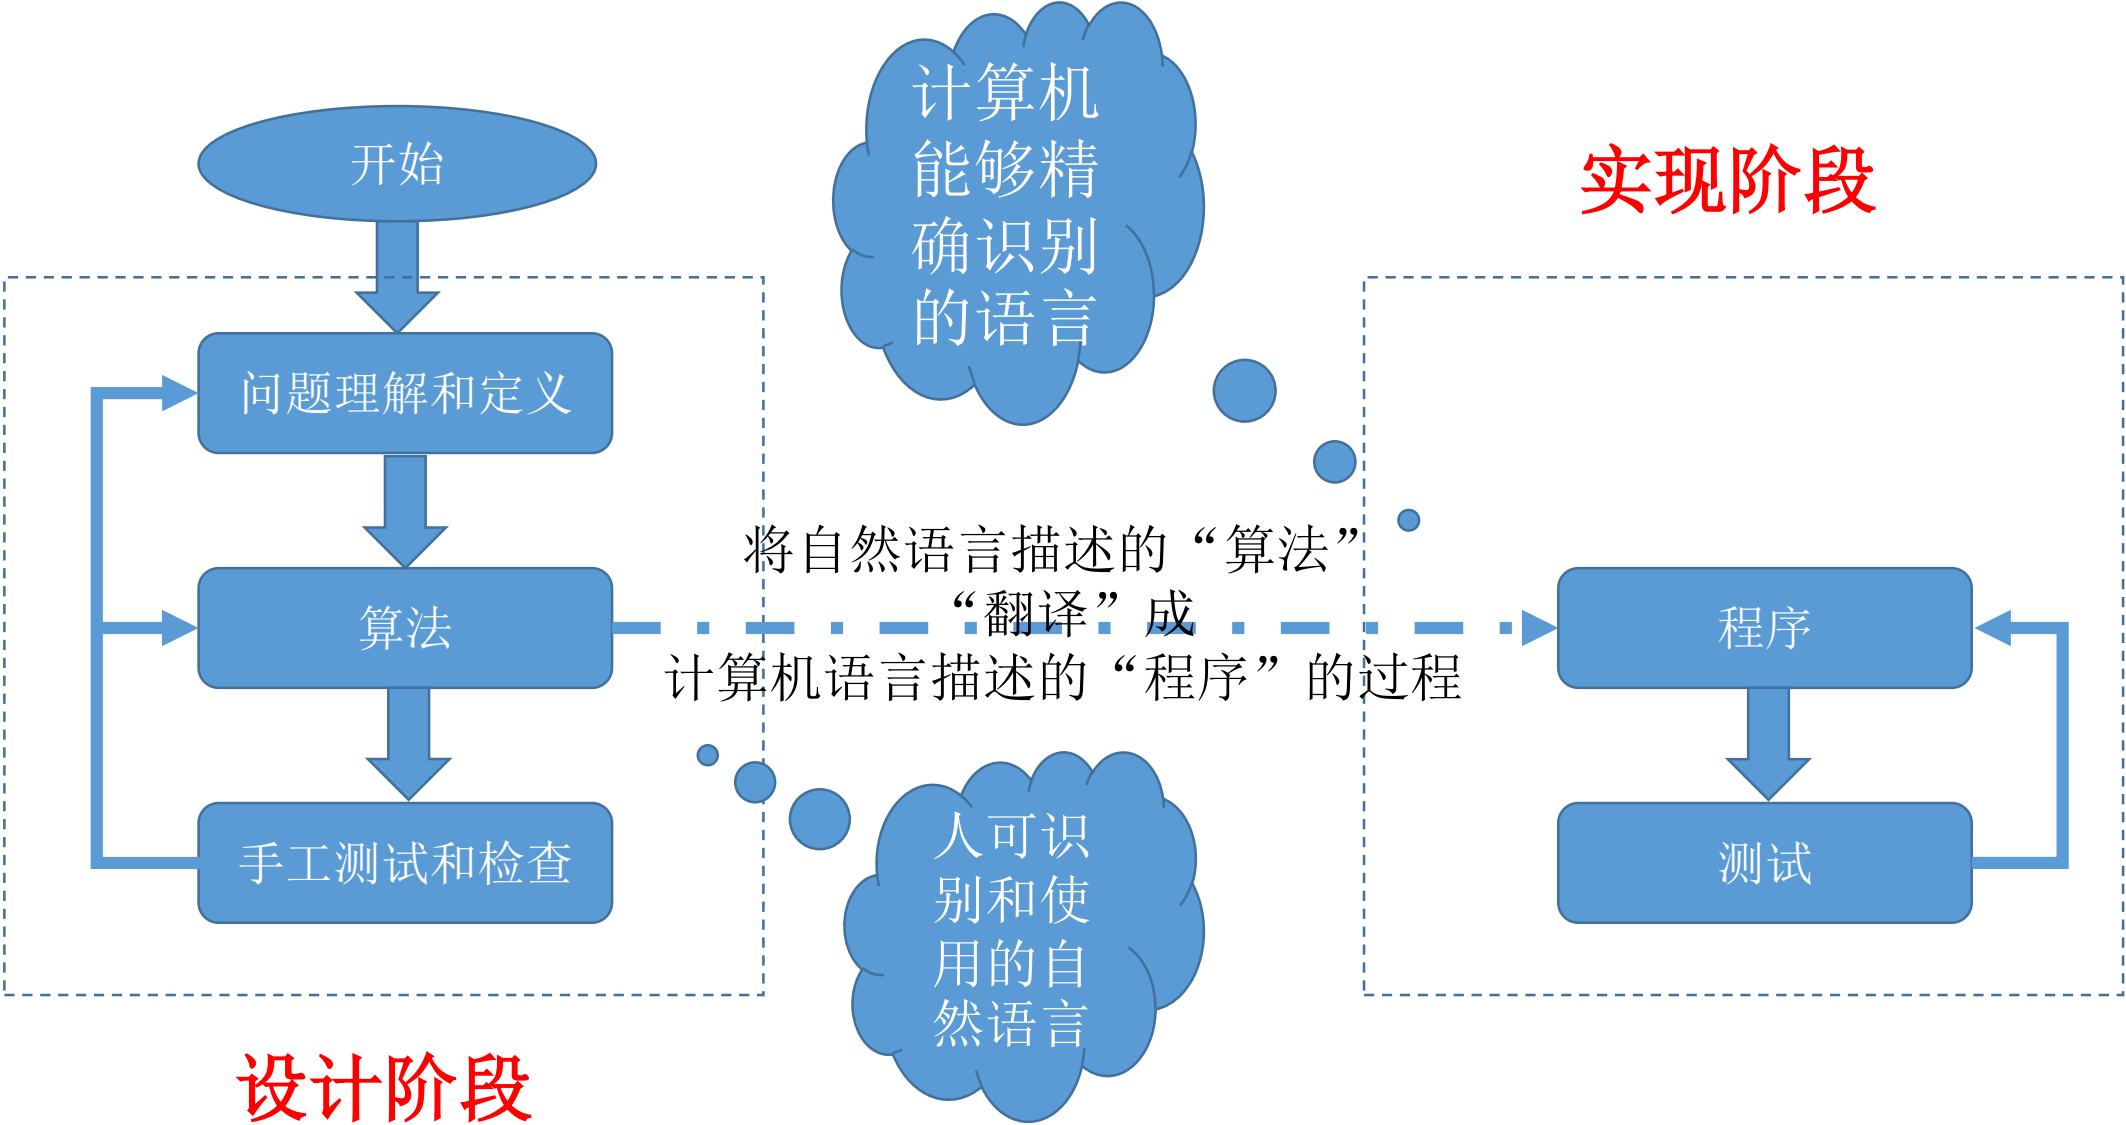 开始
问题理解和定义
算法
手工测试和检查
设计阶段
计算机
能够精
确识别
的语言
将自然语言描述的“算法”
“翻译”成
计算机语言描述的“程序”的过程
人可识
别和使
用的自
然语言
实现阶段
程序
测试